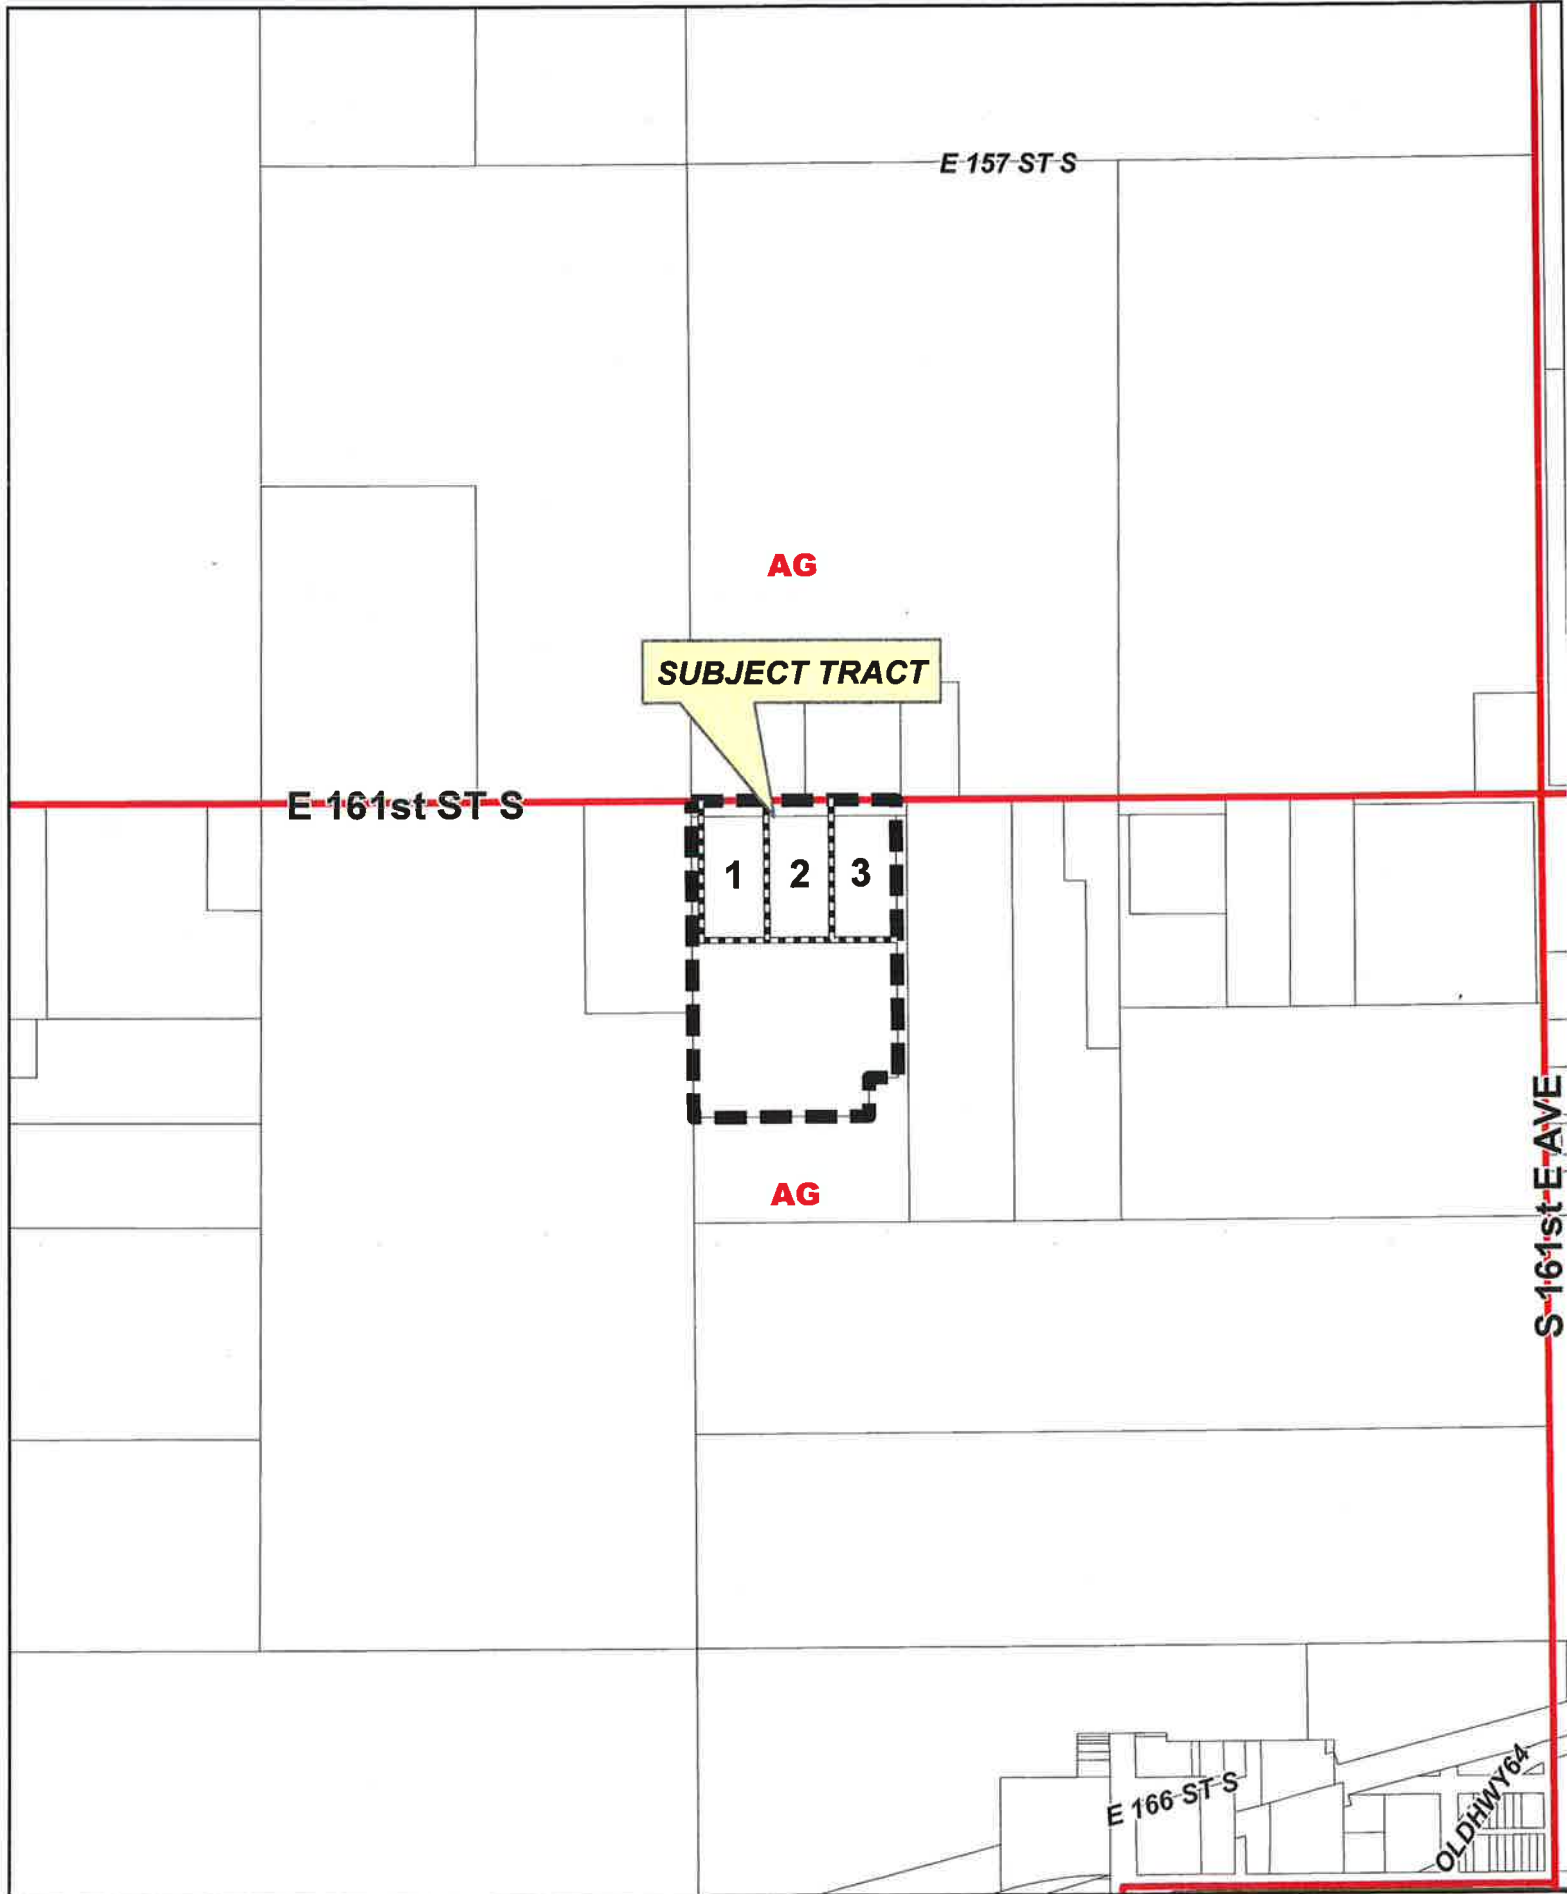 E 157 ST S
AG
SUBJECT TRACT
E 161st ST S
1 2 3
AG
S 161st E AVE
E 166 ST S
OLDHWY64